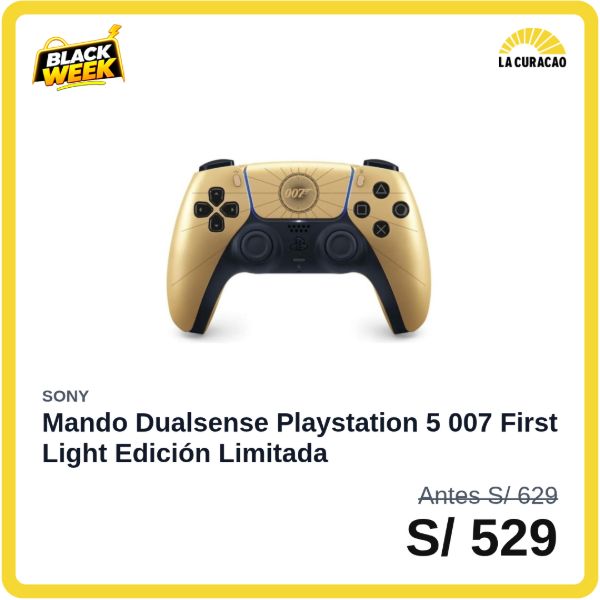 BLACK
WEEK
LA CURACAO
007
SONY
Mando Dualsense Playstation 5 007 First
Light Edición Limitada
Antes S/ 629
S/ 529